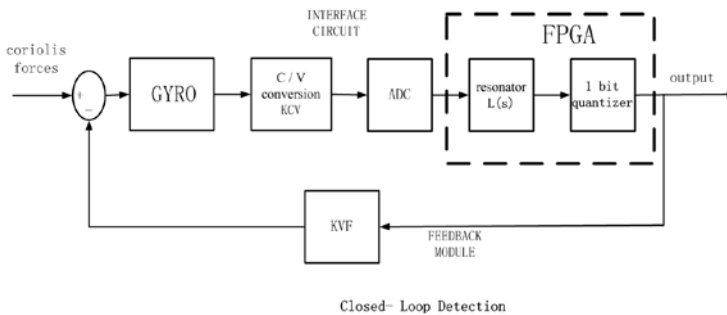 INTERFACE
CIRCUIT
FPGA
coriolis
forces
+
−
GYRO
C / V
conversion
KCV
ADC
resonator
L(s)
1 bit
quantizer
output
KVF
FEEDBACK
MODULE
Closed- Loop Detection